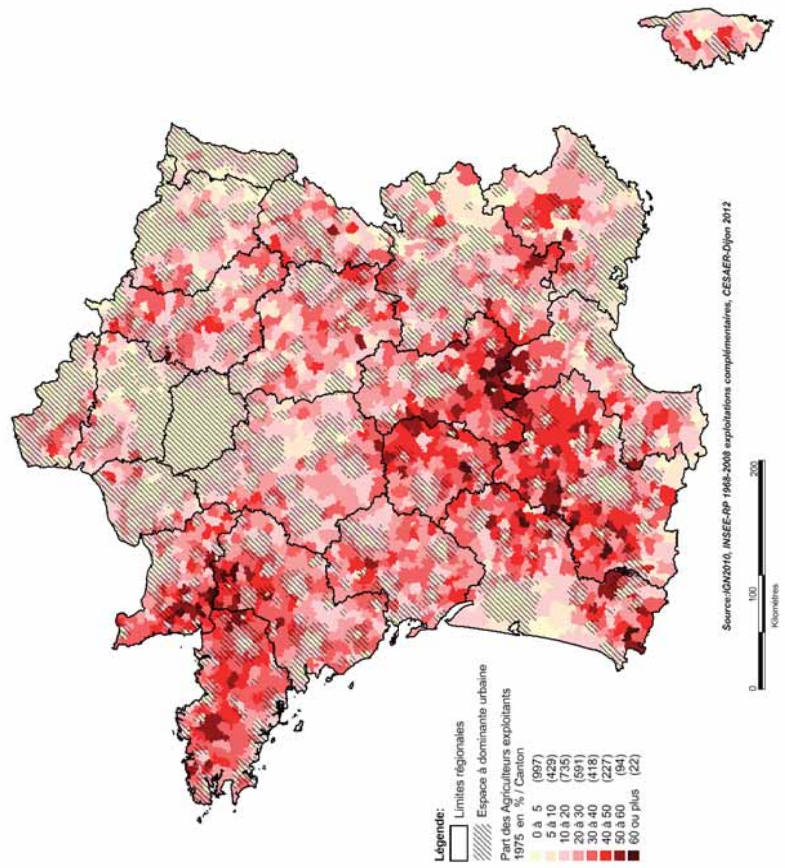 Légende:
Limites régionales
Espace à dominante urbaine
Part des Agriculteurs exploitants
1975 en % / Canton
0 à 5 (997)
5 à 10 (429)
10 à 20 (735)
20 à 30 (591)
30 à 40 (418)
40 à 50 (227)
50 à 60 (94)
60 ou plus (22)
0 100 200
Kilomètres
Source:IGN2010, INSEE-RP 1968-2008 exploitations complémentaires, CESAER-Dijon 2012